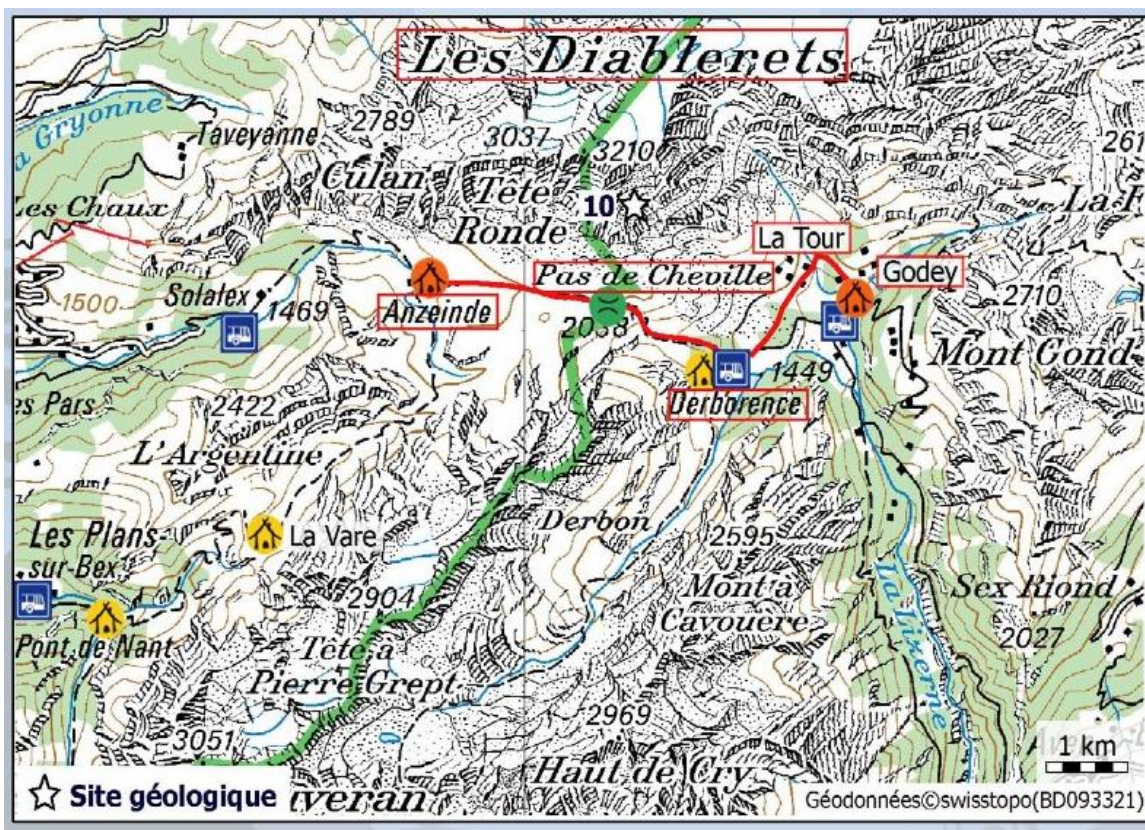 Les Diablerets
a Gryonne
Taveyanne
2789
3037
3210
Culan
Tête
Ronde
10
Les Chaux
La Tour
Godey
Pas de Cheville
Anzeinde
1500
Solalex
1469
2710
Mont Gond
1449
Derborence
es Pars
2422
L'Argentine
Les Plans-
sur-Bex
La Vare
Derbon
2595
Mont à
Cavouère
Sex Riond
2027
La Lizerne
Pont de Nant
2904
Tête à
Pierre Grept
3051
2969
Haut de Cry
1 km
Site géologique
uveran
Géodonnées©swisstopo(BD093321)